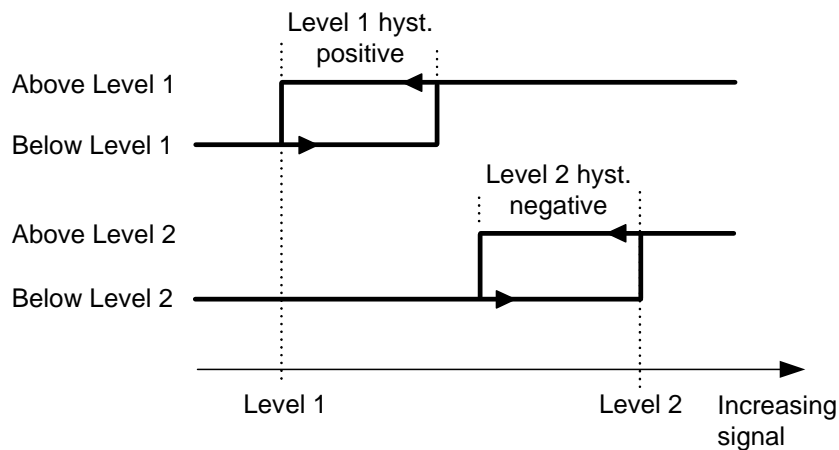 Level 1 hyst.
positive
Above Level 1
Below Level 1
Level 2 hyst.
negative
Above Level 2
Below Level 2
Level 1
Level 2
Increasing
signal